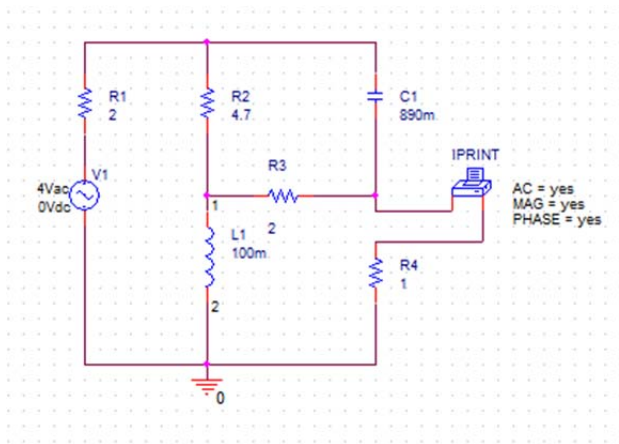 R1
2
R2
4.7
C1
890m
V1
4Vac
0Vdc
R3
2
IPRINT
AC = yes
MAG = yes
PHASE = yes
1
L1
100m
2
R4
1
0